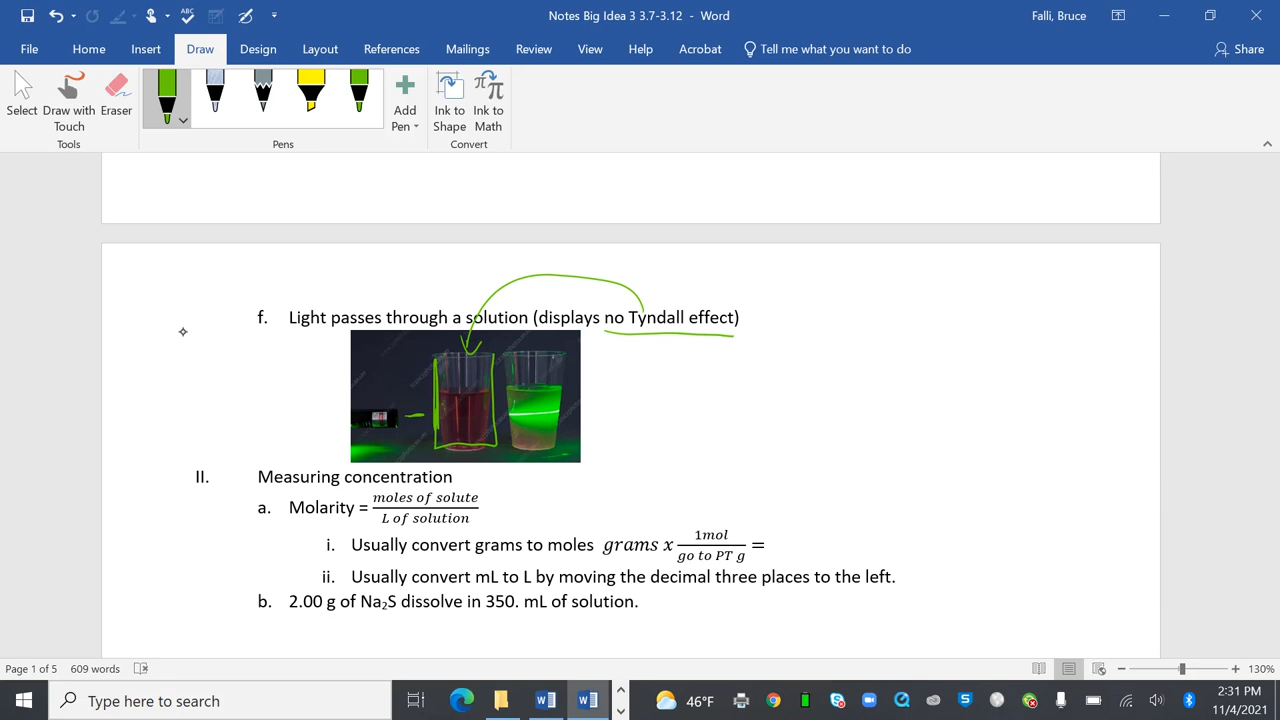 Notes Big Idea 3 3.7-3.12 - Word
Falli, Bruce
File Home Insert Draw Design Layout References Mailings Review View Help Acrobat Tell me what you want to do Share
Select Draw with Touch Eraser Add Pen Ink to Shape Ink to Math
Tools Pens Convert
f. Light passes through a solution (displays no Tyndall effect)
II. Measuring concentration
a. Molarity = moles of solute / L of solution
i. Usually convert grams to moles grams x 1mol / go to PT g =
ii. Usually convert mL to L by moving the decimal three places to the left.
b. 2.00 g of Na₂S dissolve in 350. mL of solution.
Page 1 of 5 609 words 130%
Type here to search 46°F 2:31 PM
11/4/2021